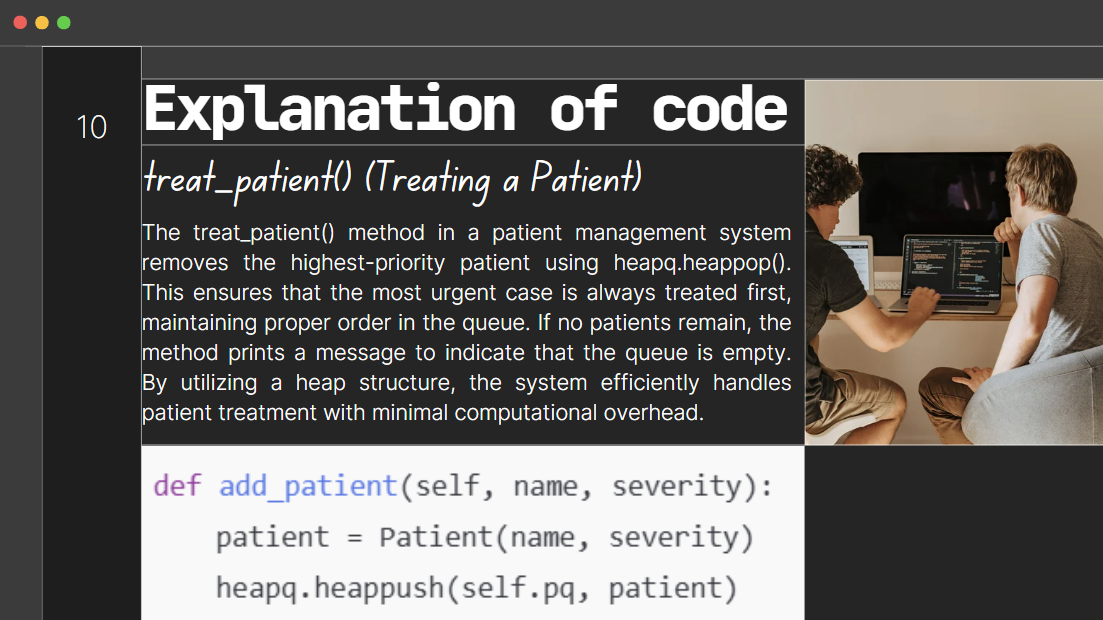 10
Explanation of code
treat_patient() (Treating a Patient)
The treat_patient() method in a patient management system
removes the highest-priority patient using heapq.heappop().
This ensures that the most urgent case is always treated first,
maintaining proper order in the queue. If no patients remain, the
method prints a message to indicate that the queue is empty.
By utilizing a heap structure, the system efficiently handles
patient treatment with minimal computational overhead.
def add_patient(self, name, severity):
    patient = Patient(name, severity)
    heapq.heappush(self.pq, patient)